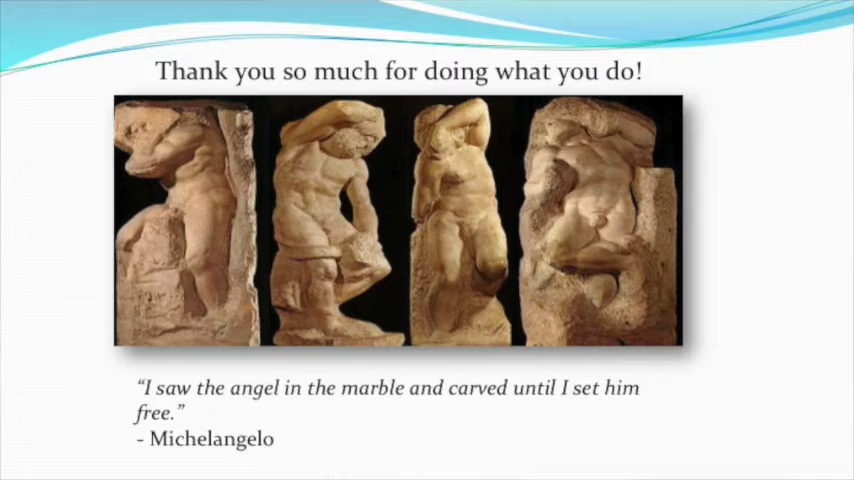 Thank you so much for doing what you do!
“I saw the angel in the marble and carved until I set him
free.”
- Michelangelo